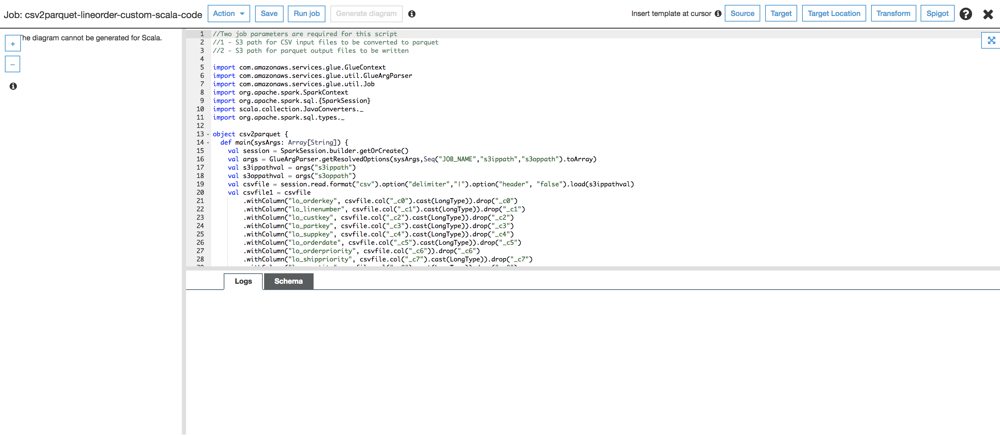 Job: csv2parquet-lineorder-custom-scala-code Action Save Run job Generate diagram Insert template at cursor Source Target Target Location Transform Spigot
+ he diagram cannot be generated for Scala.
–
1 //Two job parameters are required for this script
2 //1 - S3 path for CSV input files to be converted to parquet
3 //2 - S3 path for parquet output files to be written
4
5 import com.amazonaws.services.glue.GlueContext
6 import com.amazonaws.services.glue.util.GlueArgParser
7 import com.amazonaws.services.glue.util.Job
8 import org.apache.spark.SparkContext
9 import org.apache.spark.sql.{SparkSession}
10 import scala.collection.JavaConverters._
11 import org.apache.spark.sql.types._
12
13 object csv2parquet {
14 def main(sysArgs: Array[String]) {
15 val session = SparkSession.builder.getOrCreate()
16 val args = GlueArgParser.getResolvedOptions(sysArgs,Seq("JOB_NAME","s3ippath","s3oppath").toArray)
17 val s3ippathval = args("s3ippath")
18 val s3oppathval = args("s3oppath")
19 val csvfile = session.read.format("csv").option("delimiter","|").option("header", "false").load(s3ippathval)
20 val csvfile1 = csvfile
21 .withColumn("lo_orderkey", csvfile.col("_c0").cast(LongType)).drop("_c0")
22 .withColumn("lo_linenumber", csvfile.col("_c1").cast(LongType)).drop("_c1")
23 .withColumn("lo_custkey", csvfile.col("_c2").cast(LongType)).drop("_c2")
24 .withColumn("lo_partkey", csvfile.col("_c3").cast(LongType)).drop("_c3")
25 .withColumn("lo_suppkey", csvfile.col("_c4").cast(LongType)).drop("_c4")
26 .withColumn("lo_orderdate", csvfile.col("_c5").cast(LongType)).drop("_c5")
27 .withColumn("lo_orderpriority", csvfile.col("_c6")).drop("_c6")
28 .withColumn("lo_shippriority", csvfile.col("_c7").cast(LongType)).drop("_c7")
Logs Schema